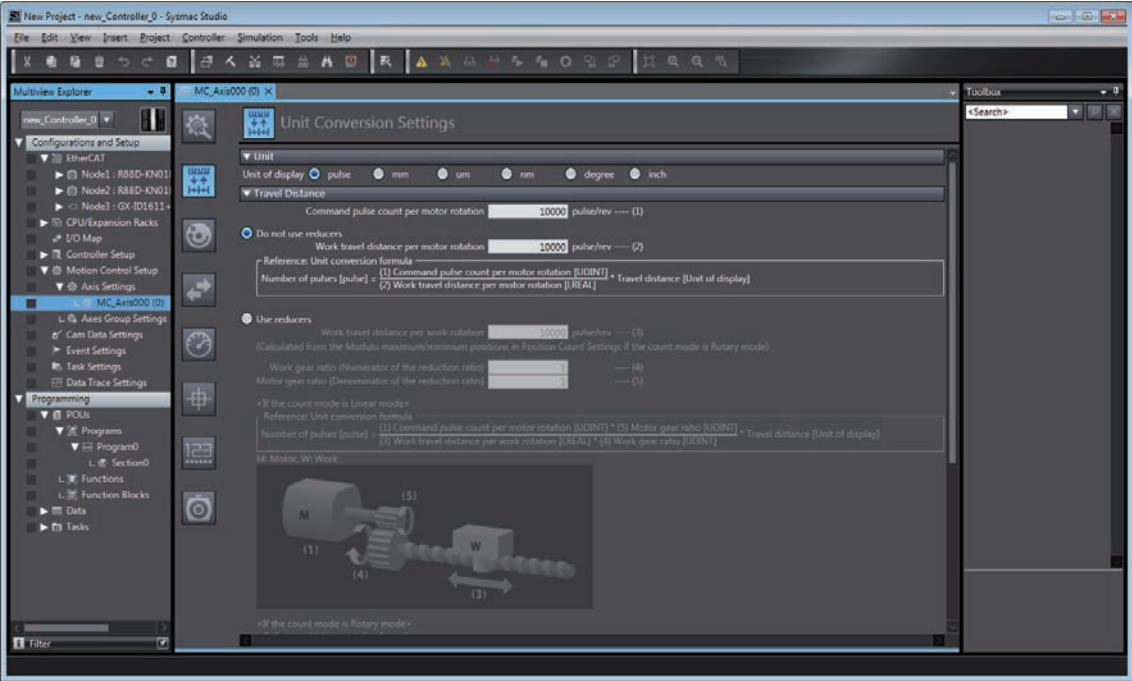 New Project - new_Controller_0 - Sysmac Studio
File Edit View Insert Project Controller Simulation Tools Help
Multiview Explorer
new_Controller_0
Configurations and Setup
EtherCAT
Node1 : R88D-KN01
Node2 : R88D-KN01
Node3 : GX-ID1611
CPU/Expansion Racks
I/O Map
Controller Setup
Motion Control Setup
Axis Settings
MC_Axis000 (0)
Axes Group Settings
Cam Data Settings
Event Settings
Task Settings
Data Trace Settings
Programming
POUs
Programs
Program0
Section0
Functions
Function Blocks
Data
Tasks
Filter
MC_Axis000 (0)
Unit Conversion Settings
Unit
Unit of display pulse mm um nm degree inch
Travel Distance
Command pulse count per motor rotation 10000 pulse/rev ---- (1)
Do not use reducers
Work travel distance per motor rotation 10000 pulse/rev ---- (2)
Reference: Unit conversion formula
(1) Command pulse count per motor rotation [UDINT]
Number of pulses [pulse] = * Travel distance [Unit of display]
(2) Work travel distance per motor rotation [LREAL]
Use reducers
Work travel distance per work rotation 10000 pulse/rev ---- (3)
(Calculated from the Modulo maximum/minimum positions in Position Count Settings if the count mode is Rotary mode)
Work gear ratio (Numerator of the reduction ratio) 1 ---- (4)
Motor gear ratio (Denominator of the reduction ratio) 1 ---- (5)
<If the count mode is Linear mode>
Reference: Unit conversion formula
(1) Command pulse count per motor rotation [UDINT] * (5) Motor gear ratio [UDINT]
Number of pulses [pulse] = * Travel distance [Unit of display]
(3) Work travel distance per work rotation [LREAL] * (4) Work gear ratio [UDINT]
M: Motor, W: Work
(5)
M
(1)
W
(4)
(3)
<If the count mode is Rotary mode>
Toolbox
<Search>